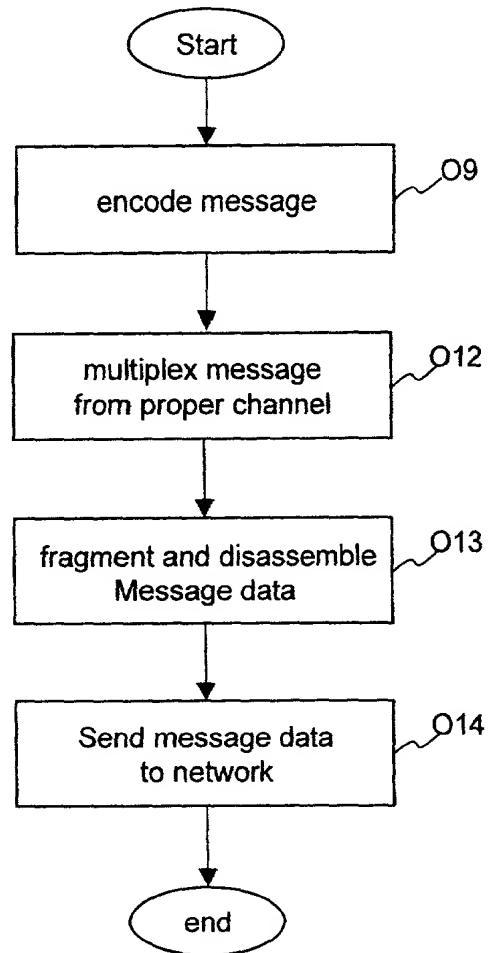 Start
encode message
O9
multiplex message
from proper channel
O12
fragment and disassemble
Message data
O13
Send message data
to network
O14
end